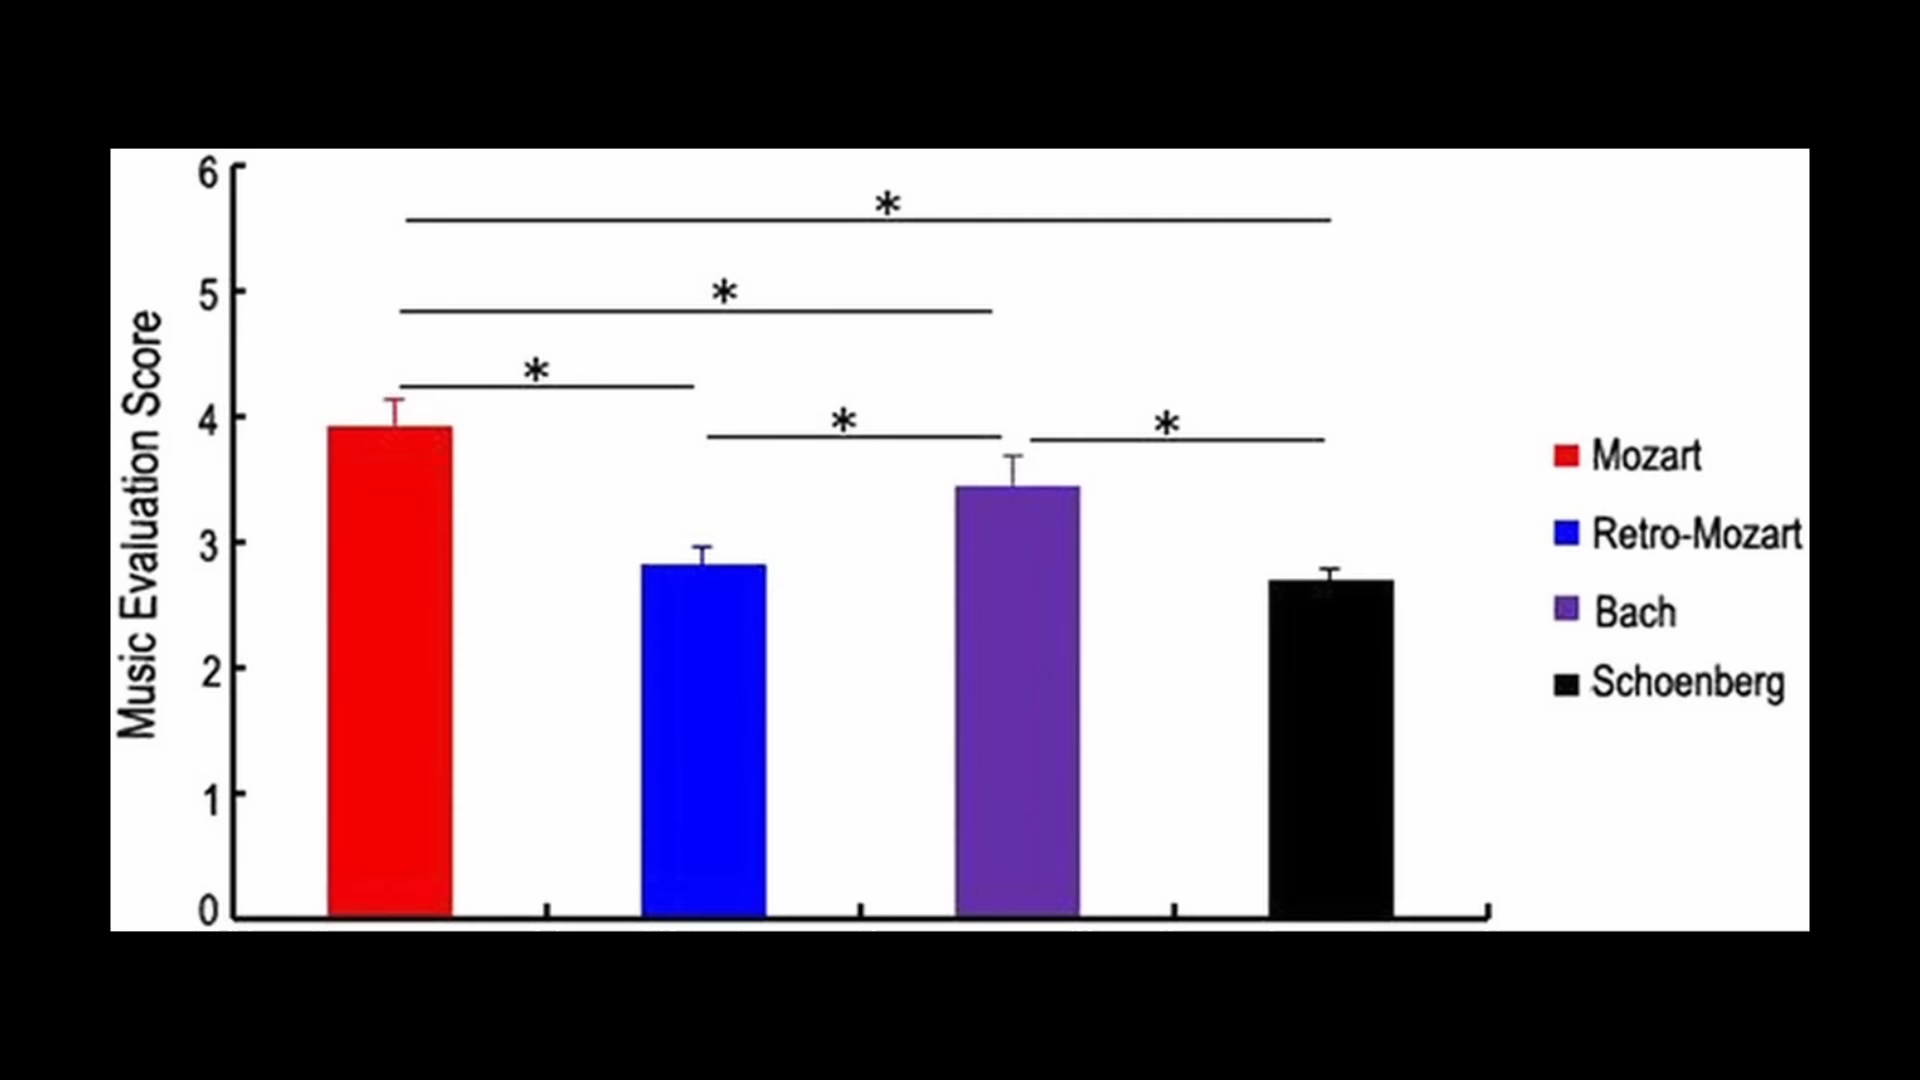 Music Evaluation Score
6
5
4
3
2
1
0
*
*
*
*
*
Mozart
Retro-Mozart
Bach
Schoenberg